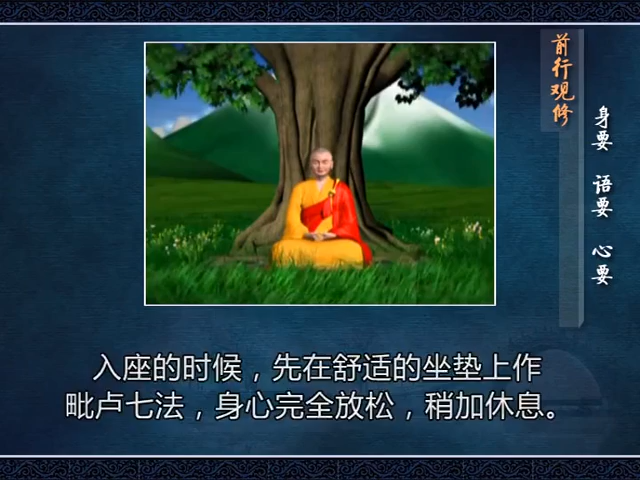 前行观修
身要 语要 心要
入座的时候，先在舒适的坐垫上作
毗卢七法，身心完全放松，稍加休息。